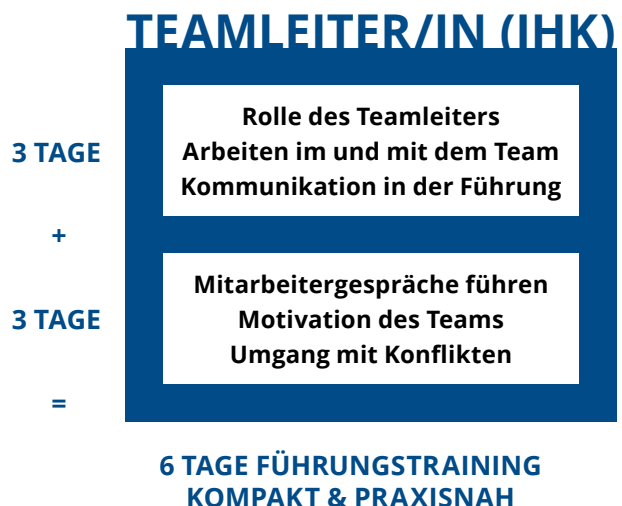 TEAMLEITER/IN (IHK)
3 TAGE
Rolle des Teamleiters
Arbeiten im und mit dem Team
Kommunikation in der Führung
+
3 TAGE
Mitarbeitergespräche führen
Motivation des Teams
Umgang mit Konflikten
=
6 TAGE FÜHRUNGSTRAINING
KOMPAKT & PRAXISNAH